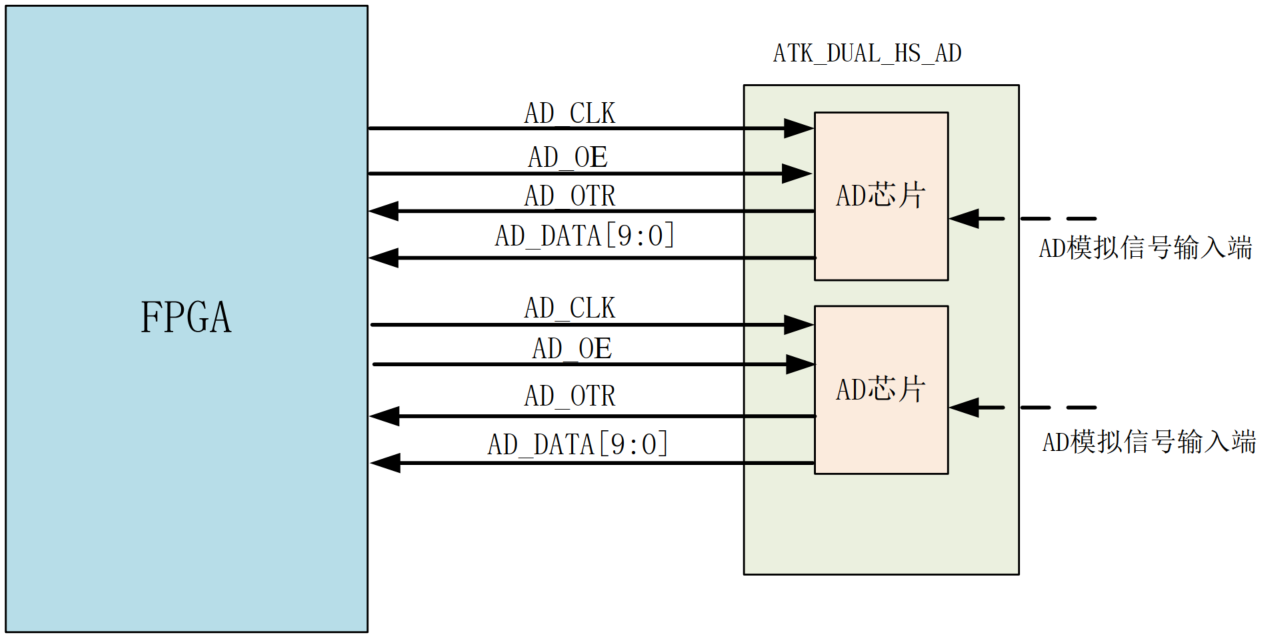 ATK_DUAL_HS_AD
AD_CLK
AD_OE
AD_OTR
AD_DATA[9:0]
AD芯片
AD模拟信号输入端
FPGA
AD_CLK
AD_OE
AD_OTR
AD_DATA[9:0]
AD芯片
AD模拟信号输入端